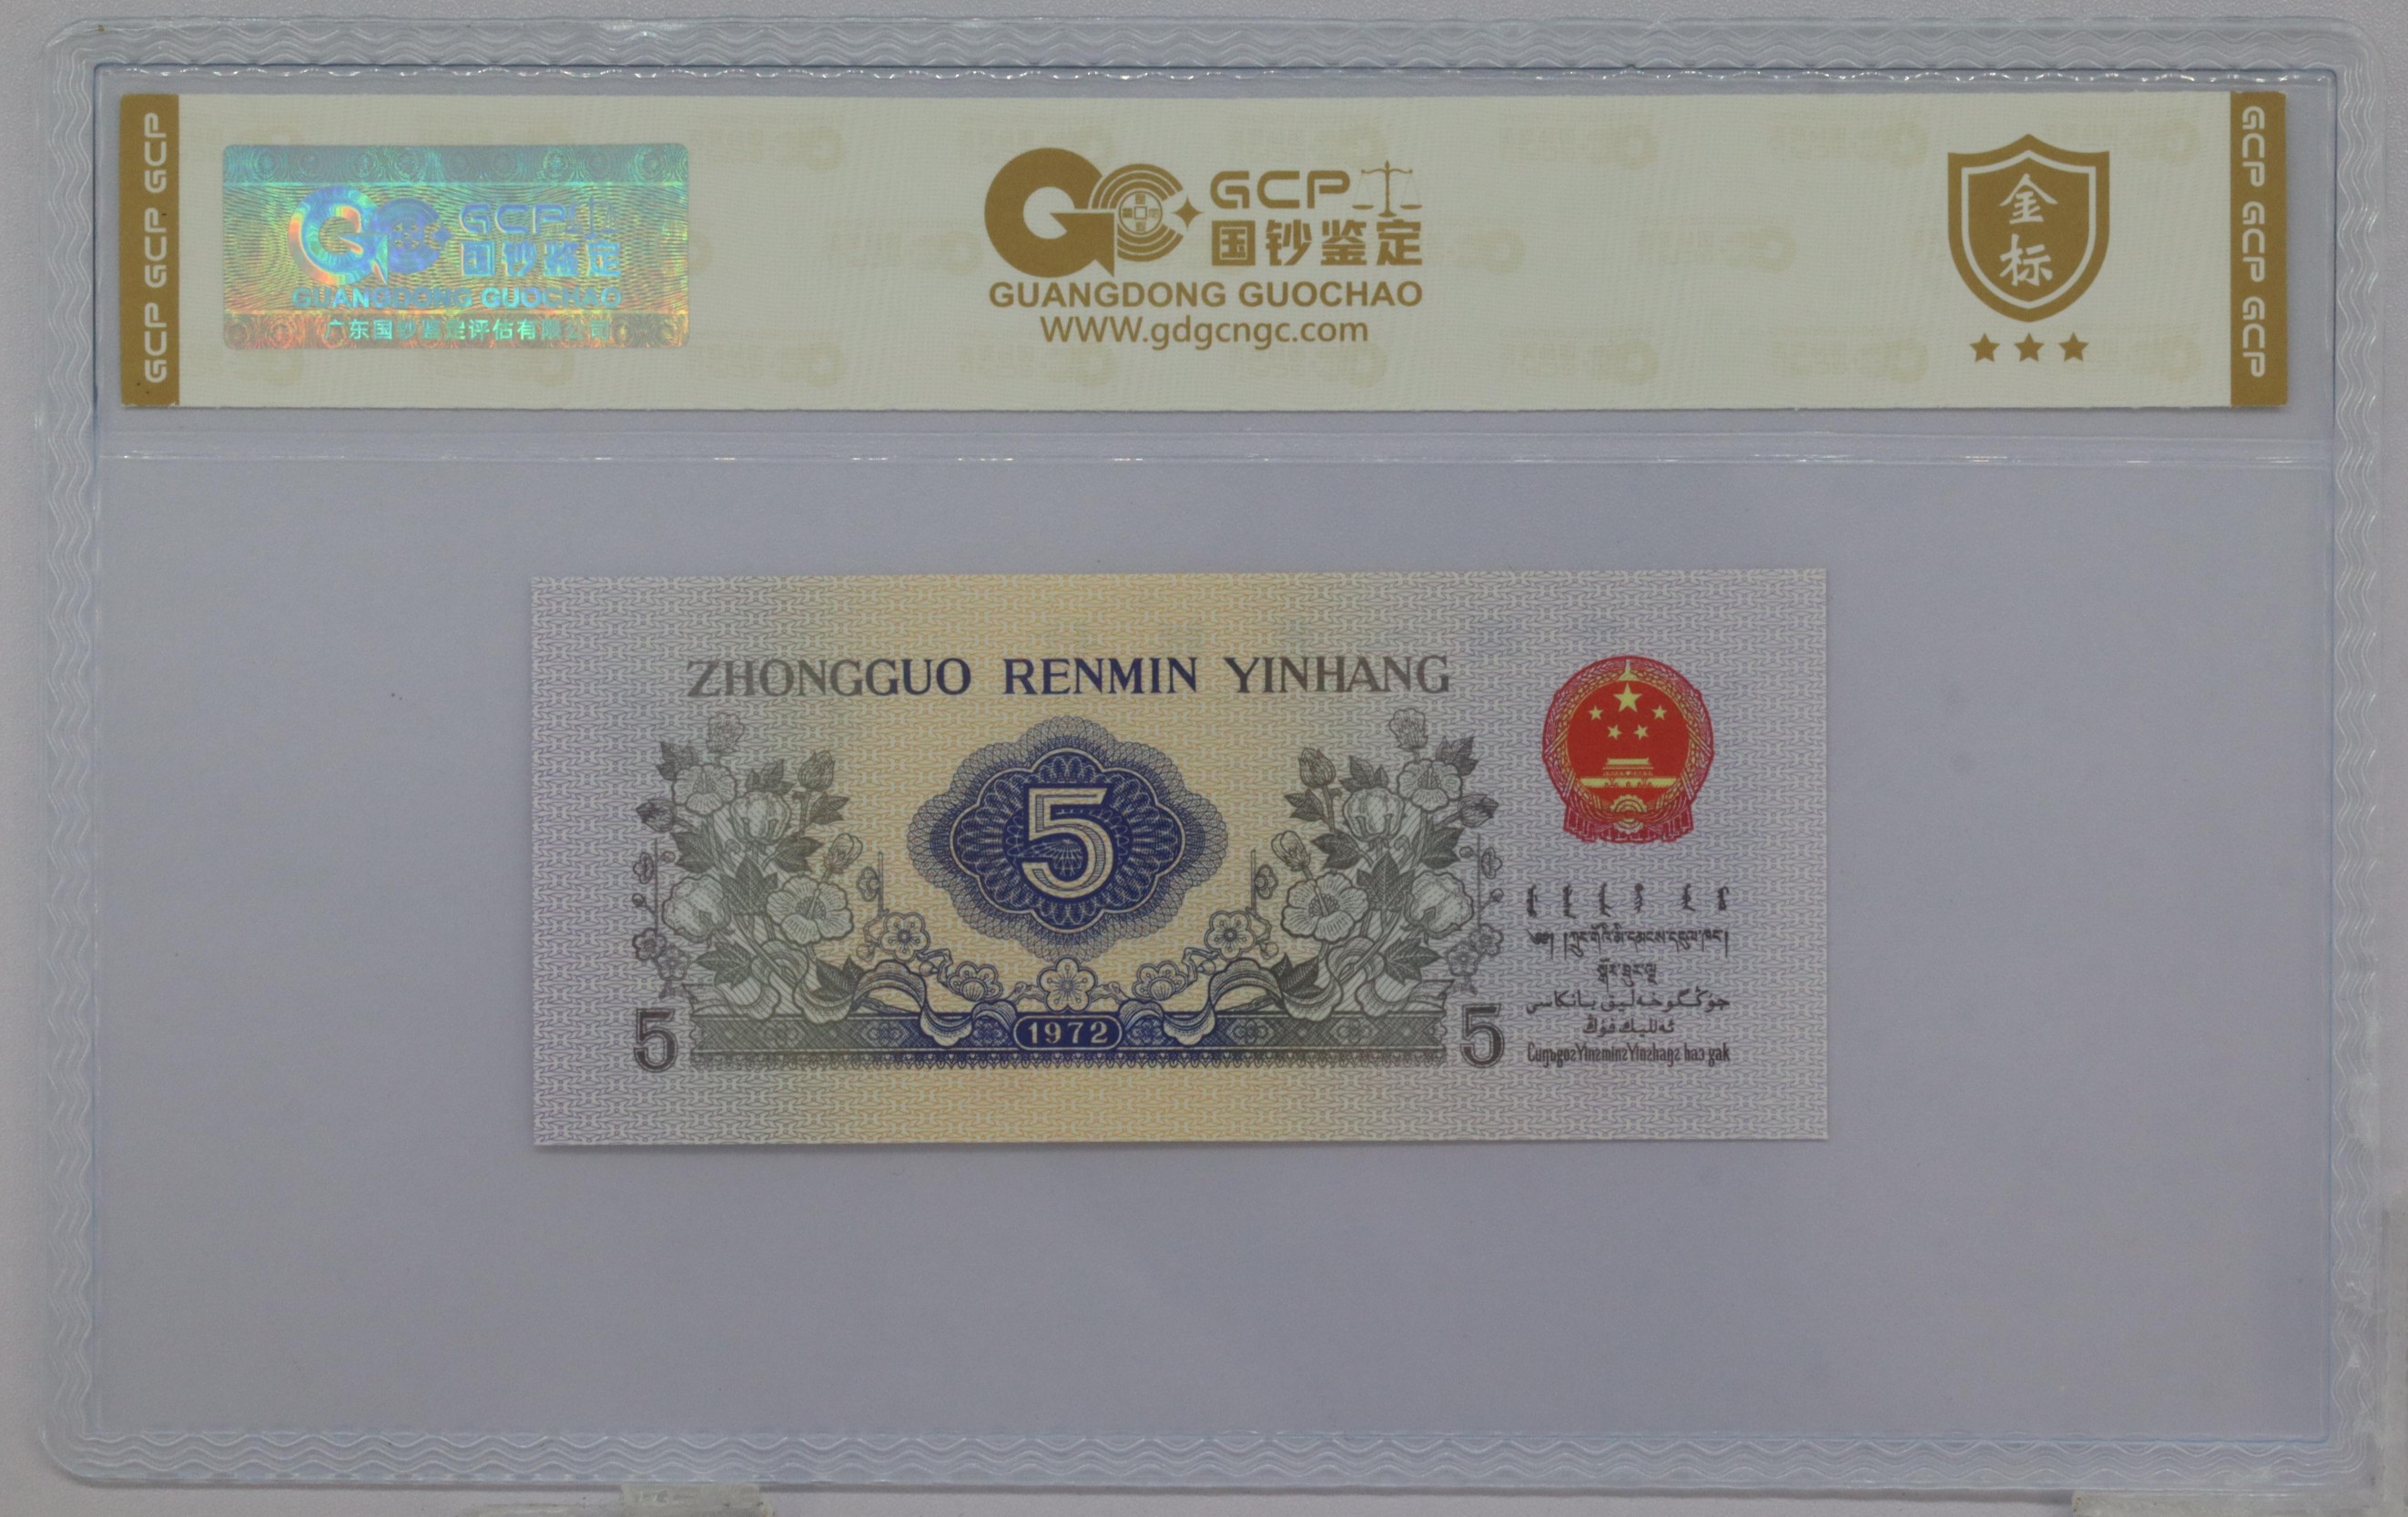 GCP GCP GCP
GCP
国钞鉴定
GUANGDONG GUOCHAO
广东国钞鉴定评估有限公司
GCP
国钞鉴定
GUANGDONG GUOCHAO
WWW.gdgcngc.com
金
标
GCP GCP GCP
ZHONGGUO RENMIN YINHANG
5
1972
5
5
جۇڭگوخەلىق بانكىسى